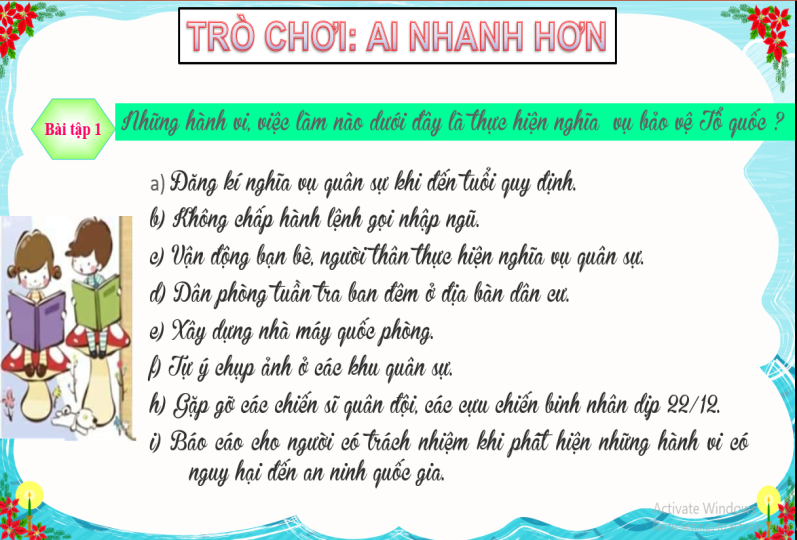 TRÒ CHƠI: AI NHANH HƠN
Bài tập 1
Những hành vi, việc làm nào dưới đây là thực hiện nghĩa vụ bảo vệ Tổ quốc ?
a) Đăng kí nghĩa vụ quân sự khi đến tuổi quy định.
b) Không chấp hành lệnh gọi nhập ngũ.
c) Vận động bạn bè, người thân thực hiện nghĩa vụ quân sự.
d) Dân phòng tuần tra ban đêm ở địa bàn dân cư.
e) Xây dựng nhà máy quốc phòng.
f) Tự ý chụp ảnh ở các khu quân sự.
h) Gặp gỡ các chiến sĩ quân đội, các cựu chiến binh nhân dịp 22/12.
i) Báo cáo cho người có trách nhiệm khi phát hiện những hành vi có
nguy hại đến an ninh quốc gia.
Activate Windows